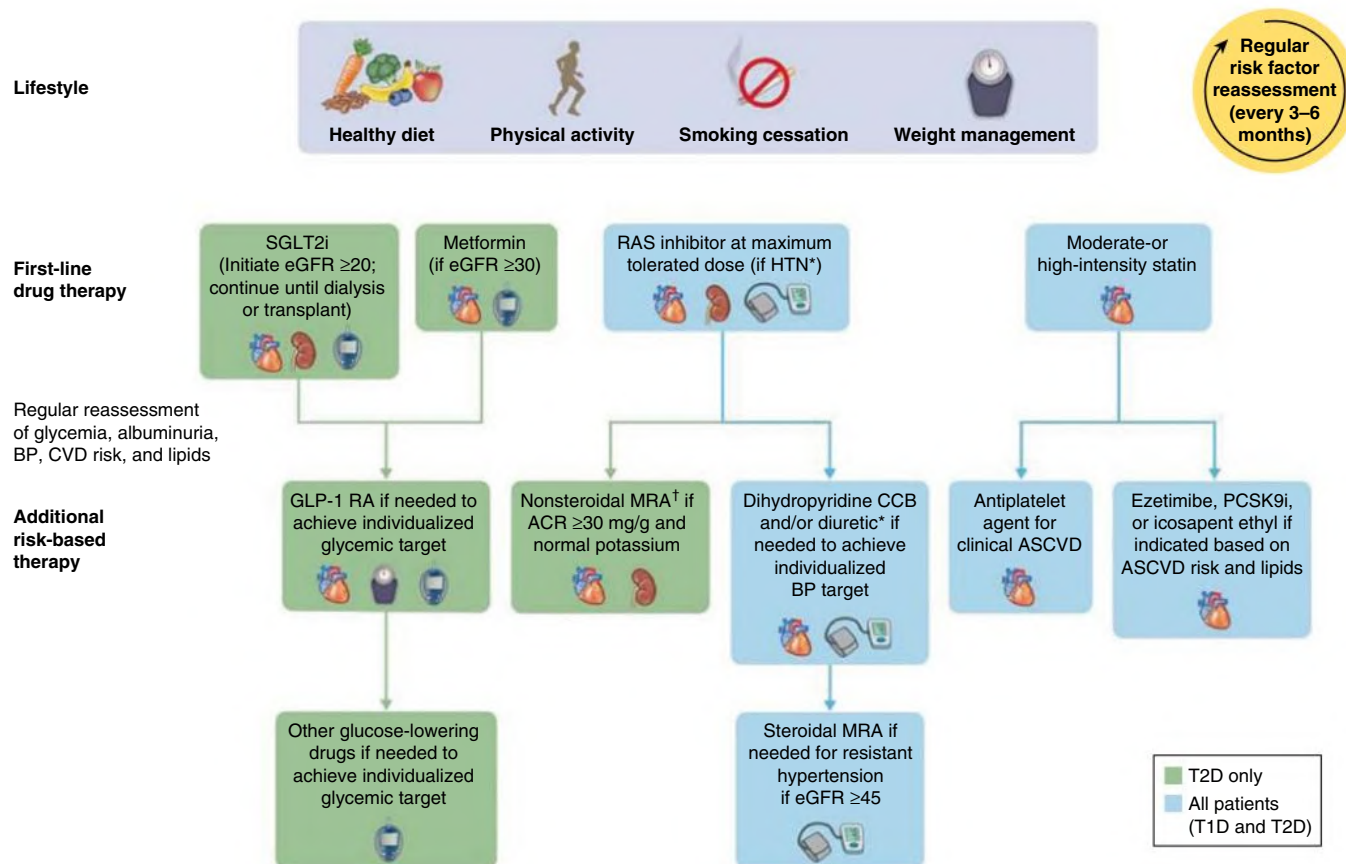 Lifestyle
Healthy diet
Physical activity
Smoking cessation
Weight management
Regular
risk factor
reassessment
(every 3–6
months)
First-line
drug therapy
SGLT2i
(Initiate eGFR ≥20;
continue until dialysis
or transplant)
Metformin
(if eGFR ≥30)
RAS inhibitor at maximum
tolerated dose (if HTN*)
Moderate-or
high-intensity statin
Regular reassessment
of glycemia, albuminuria,
BP, CVD risk, and lipids
Additional
risk-based
therapy
GLP-1 RA if needed to
achieve individualized
glycemic target
Nonsteroidal MRA† if
ACR ≥30 mg/g and
normal potassium
Dihydropyridine CCB
and/or diuretic* if
needed to achieve
individualized
BP target
Antiplatelet
agent for
clinical ASCVD
Ezetimibe, PCSK9i,
or icosapent ethyl if
indicated based on
ASCVD risk and lipids
Other glucose-lowering
drugs if needed to
achieve individualized
glycemic target
Steroidal MRA if
needed for resistant
hypertension
if eGFR ≥45
T2D only
All patients
(T1D and T2D)